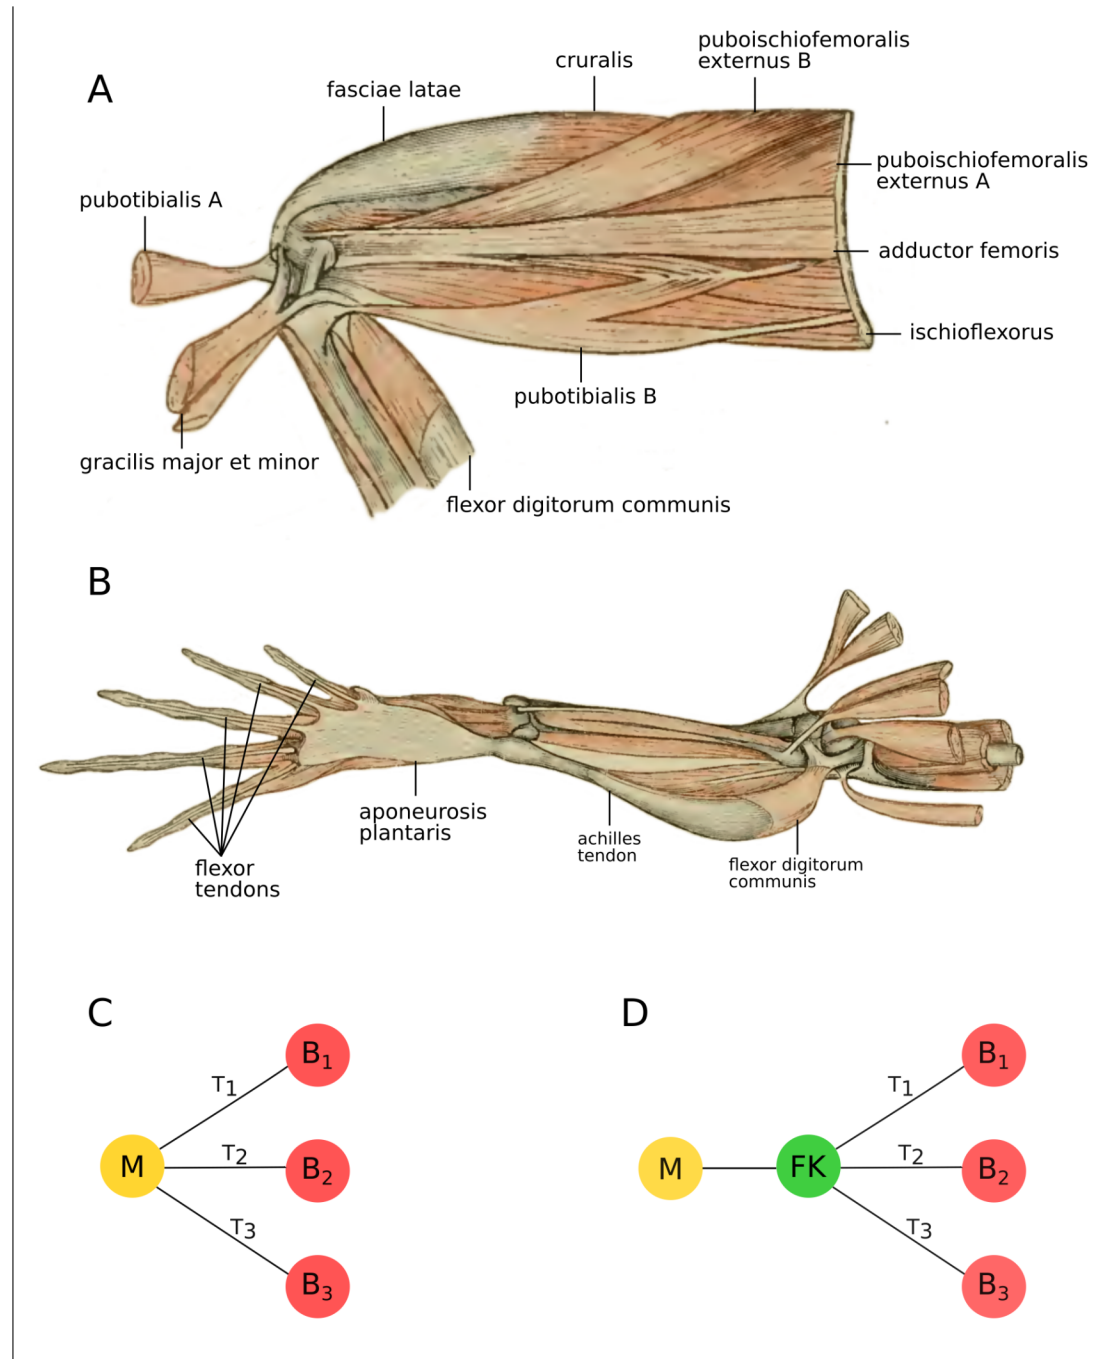 A
puboischiofemoralis
externus B
cruralis
fasciae latae
puboischiofemoralis
externus A
pubotibialis A
adductor femoris
ischioflexorus
pubotibialis B
gracilis major et minor
flexor digitorum communis
B
aponeurosis
plantaris
achilles
tendon
flexor digitorum
communis
flexor
tendons
C
B1
T1
M
T2
B2
T3
B3
D
B1
T1
M
FK
T2
B2
T3
B3